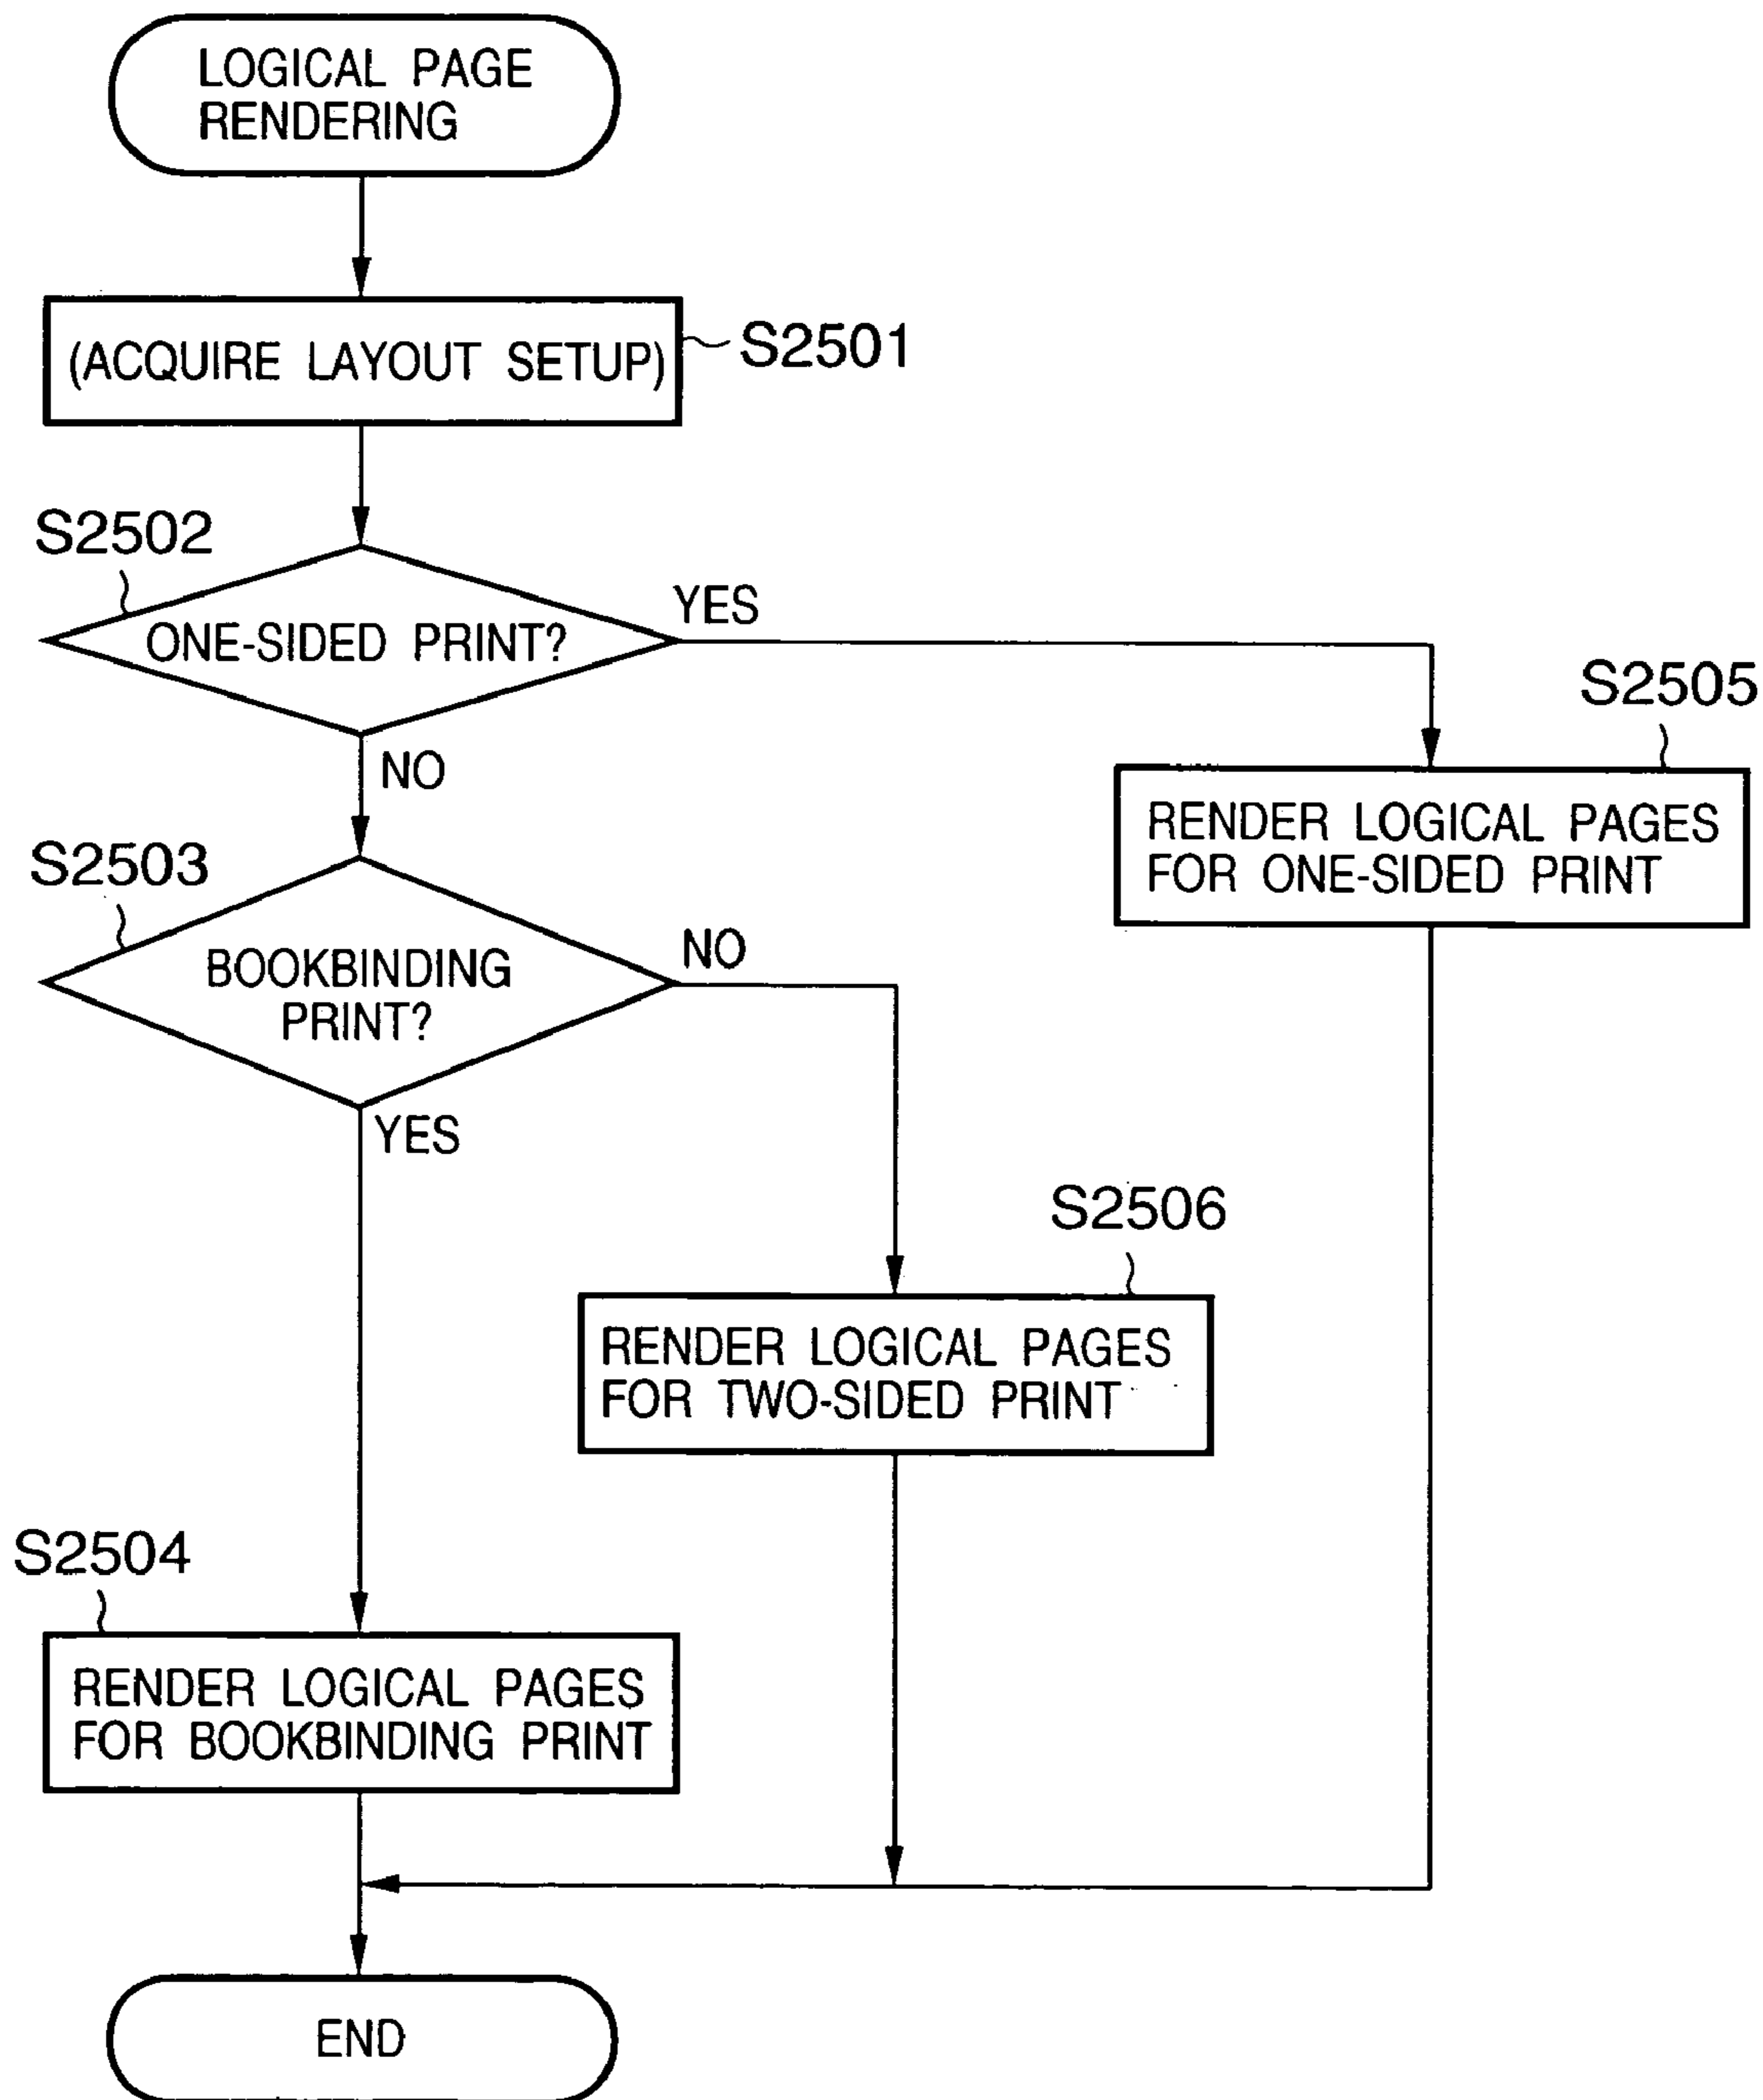 LOGICAL PAGE
RENDERING
(ACQUIRE LAYOUT SETUP)
S2501
S2502
ONE-SIDED PRINT?
YES
NO
S2505
RENDER LOGICAL PAGES
FOR ONE-SIDED PRINT
S2503
BOOKBINDING
PRINT?
NO
YES
S2506
RENDER LOGICAL PAGES
FOR TWO-SIDED PRINT
S2504
RENDER LOGICAL PAGES
FOR BOOKBINDING PRINT
END